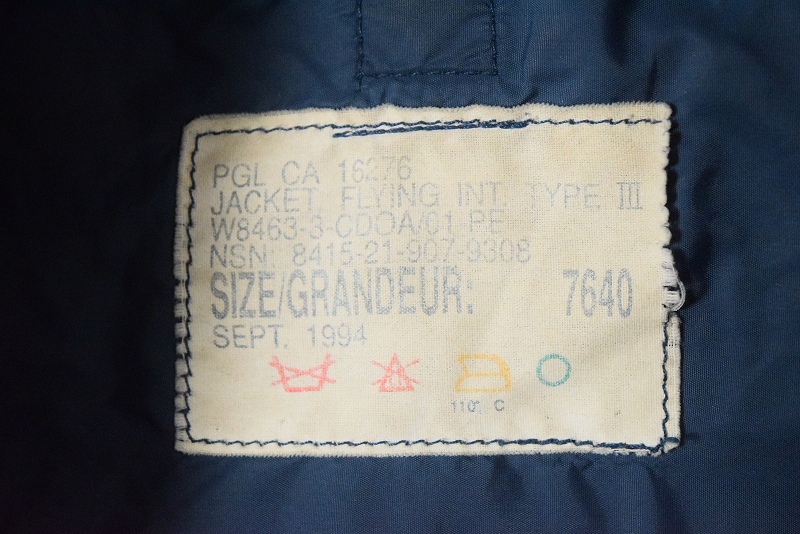 PGL CA 16276
JACKET, FLYING INT. TYPE III
W8463-3-CDOA/01 PE
NSN: 8415-21-907-9308
SIZE/GRANDEUR: 7640
SEPT. 1994
110° C